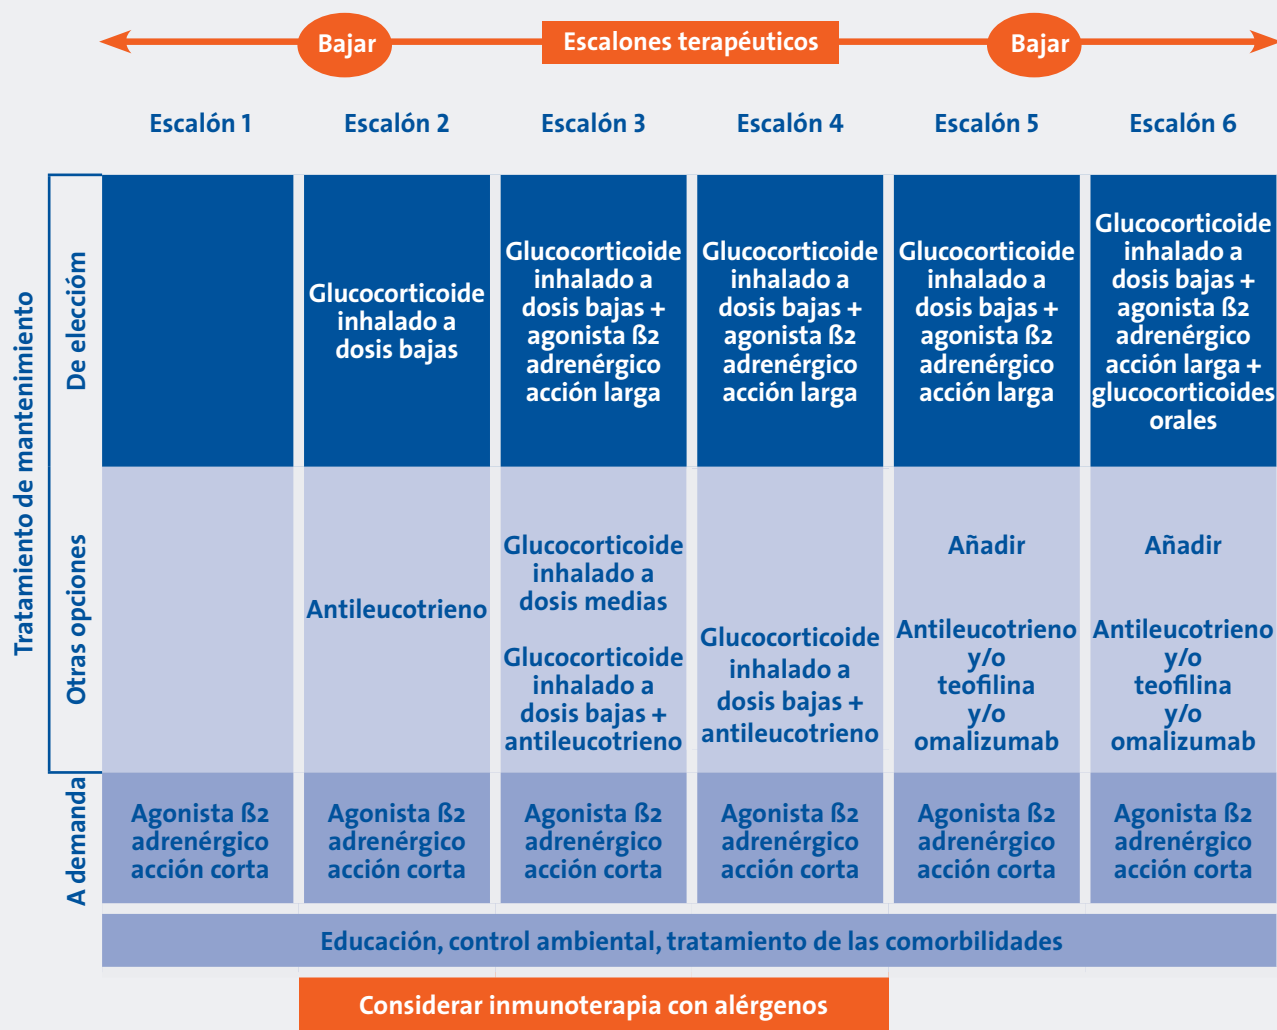 Bajar
Escalones terapéuticos
Bajar
Escalón 1
Escalón 2
Escalón 3
Escalón 4
Escalón 5
Escalón 6
Tratamiento de mantenimiento
De eleccióm
Glucocorticoide
inhalado a
dosis bajas
Glucocorticoide
inhalado a
dosis bajas +
agonista ß2
adrenérgico
acción larga
Glucocorticoide
inhalado a
dosis bajas +
agonista ß2
adrenérgico
acción larga
Glucocorticoide
inhalado a
dosis bajas +
agonista ß2
adrenérgico
acción larga
Glucocorticoide
inhalado a
dosis bajas +
agonista ß2
adrenérgico
acción larga +
glucocorticoides
orales
Otras opciones
Antileucotrieno
Glucocorticoide
inhalado a
dosis medias
Glucocorticoide
inhalado a
dosis bajas +
antileucotrieno
Glucocorticoide
inhalado a
dosis bajas +
antileucotrieno
Añadir
Antileucotrieno
y/o
teofilina
y/o
omalizumab
Añadir
Antileucotrieno
y/o
teofilina
y/o
omalizumab
A demanda
Agonista ß2
adrenérgico
acción corta
Agonista ß2
adrenérgico
acción corta
Agonista ß2
adrenérgico
acción corta
Agonista ß2
adrenérgico
acción corta
Agonista ß2
adrenérgico
acción corta
Agonista ß2
adrenérgico
acción corta
Educación, control ambiental, tratamiento de las comorbilidades
Considerar inmunoterapia con alérgenos